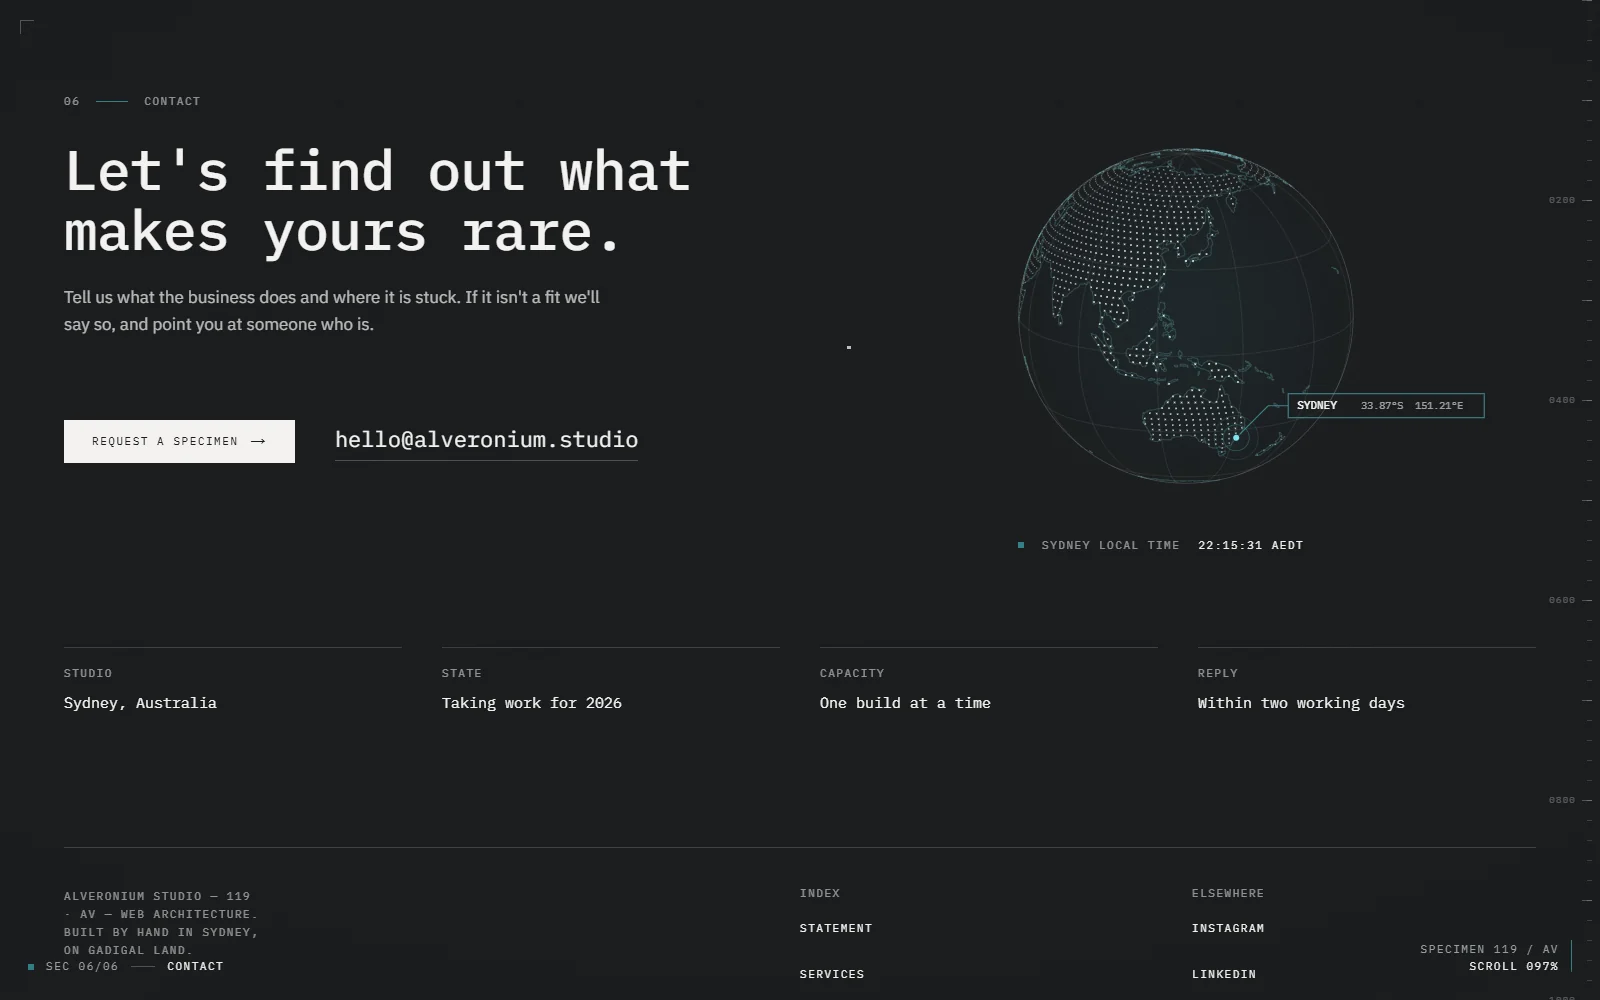 06 CONTACT
Let's find out what
makes yours rare.
Tell us what the business does and where it is stuck. If it isn't a fit we'll
say so, and point you at someone who is.
REQUEST A SPECIMEN →
hello@alveronium.studio
SYDNEY 33.87°S 151.21°E
SYDNEY LOCAL TIME 22:15:31 AEDT
0200
0400
0600
0800
STUDIO
Sydney, Australia
STATE
Taking work for 2026
CAPACITY
One build at a time
REPLY
Within two working days
ALVERONIUM STUDIO — 119
· AV — WEB ARCHITECTURE.
BUILT BY HAND IN SYDNEY,
ON GADIGAL LAND.
INDEX
STATEMENT
SERVICES
ELSEWHERE
INSTAGRAM
LINKEDIN
SEC 06/06 CONTACT
SPECIMEN 119 / AV
SCROLL 097%